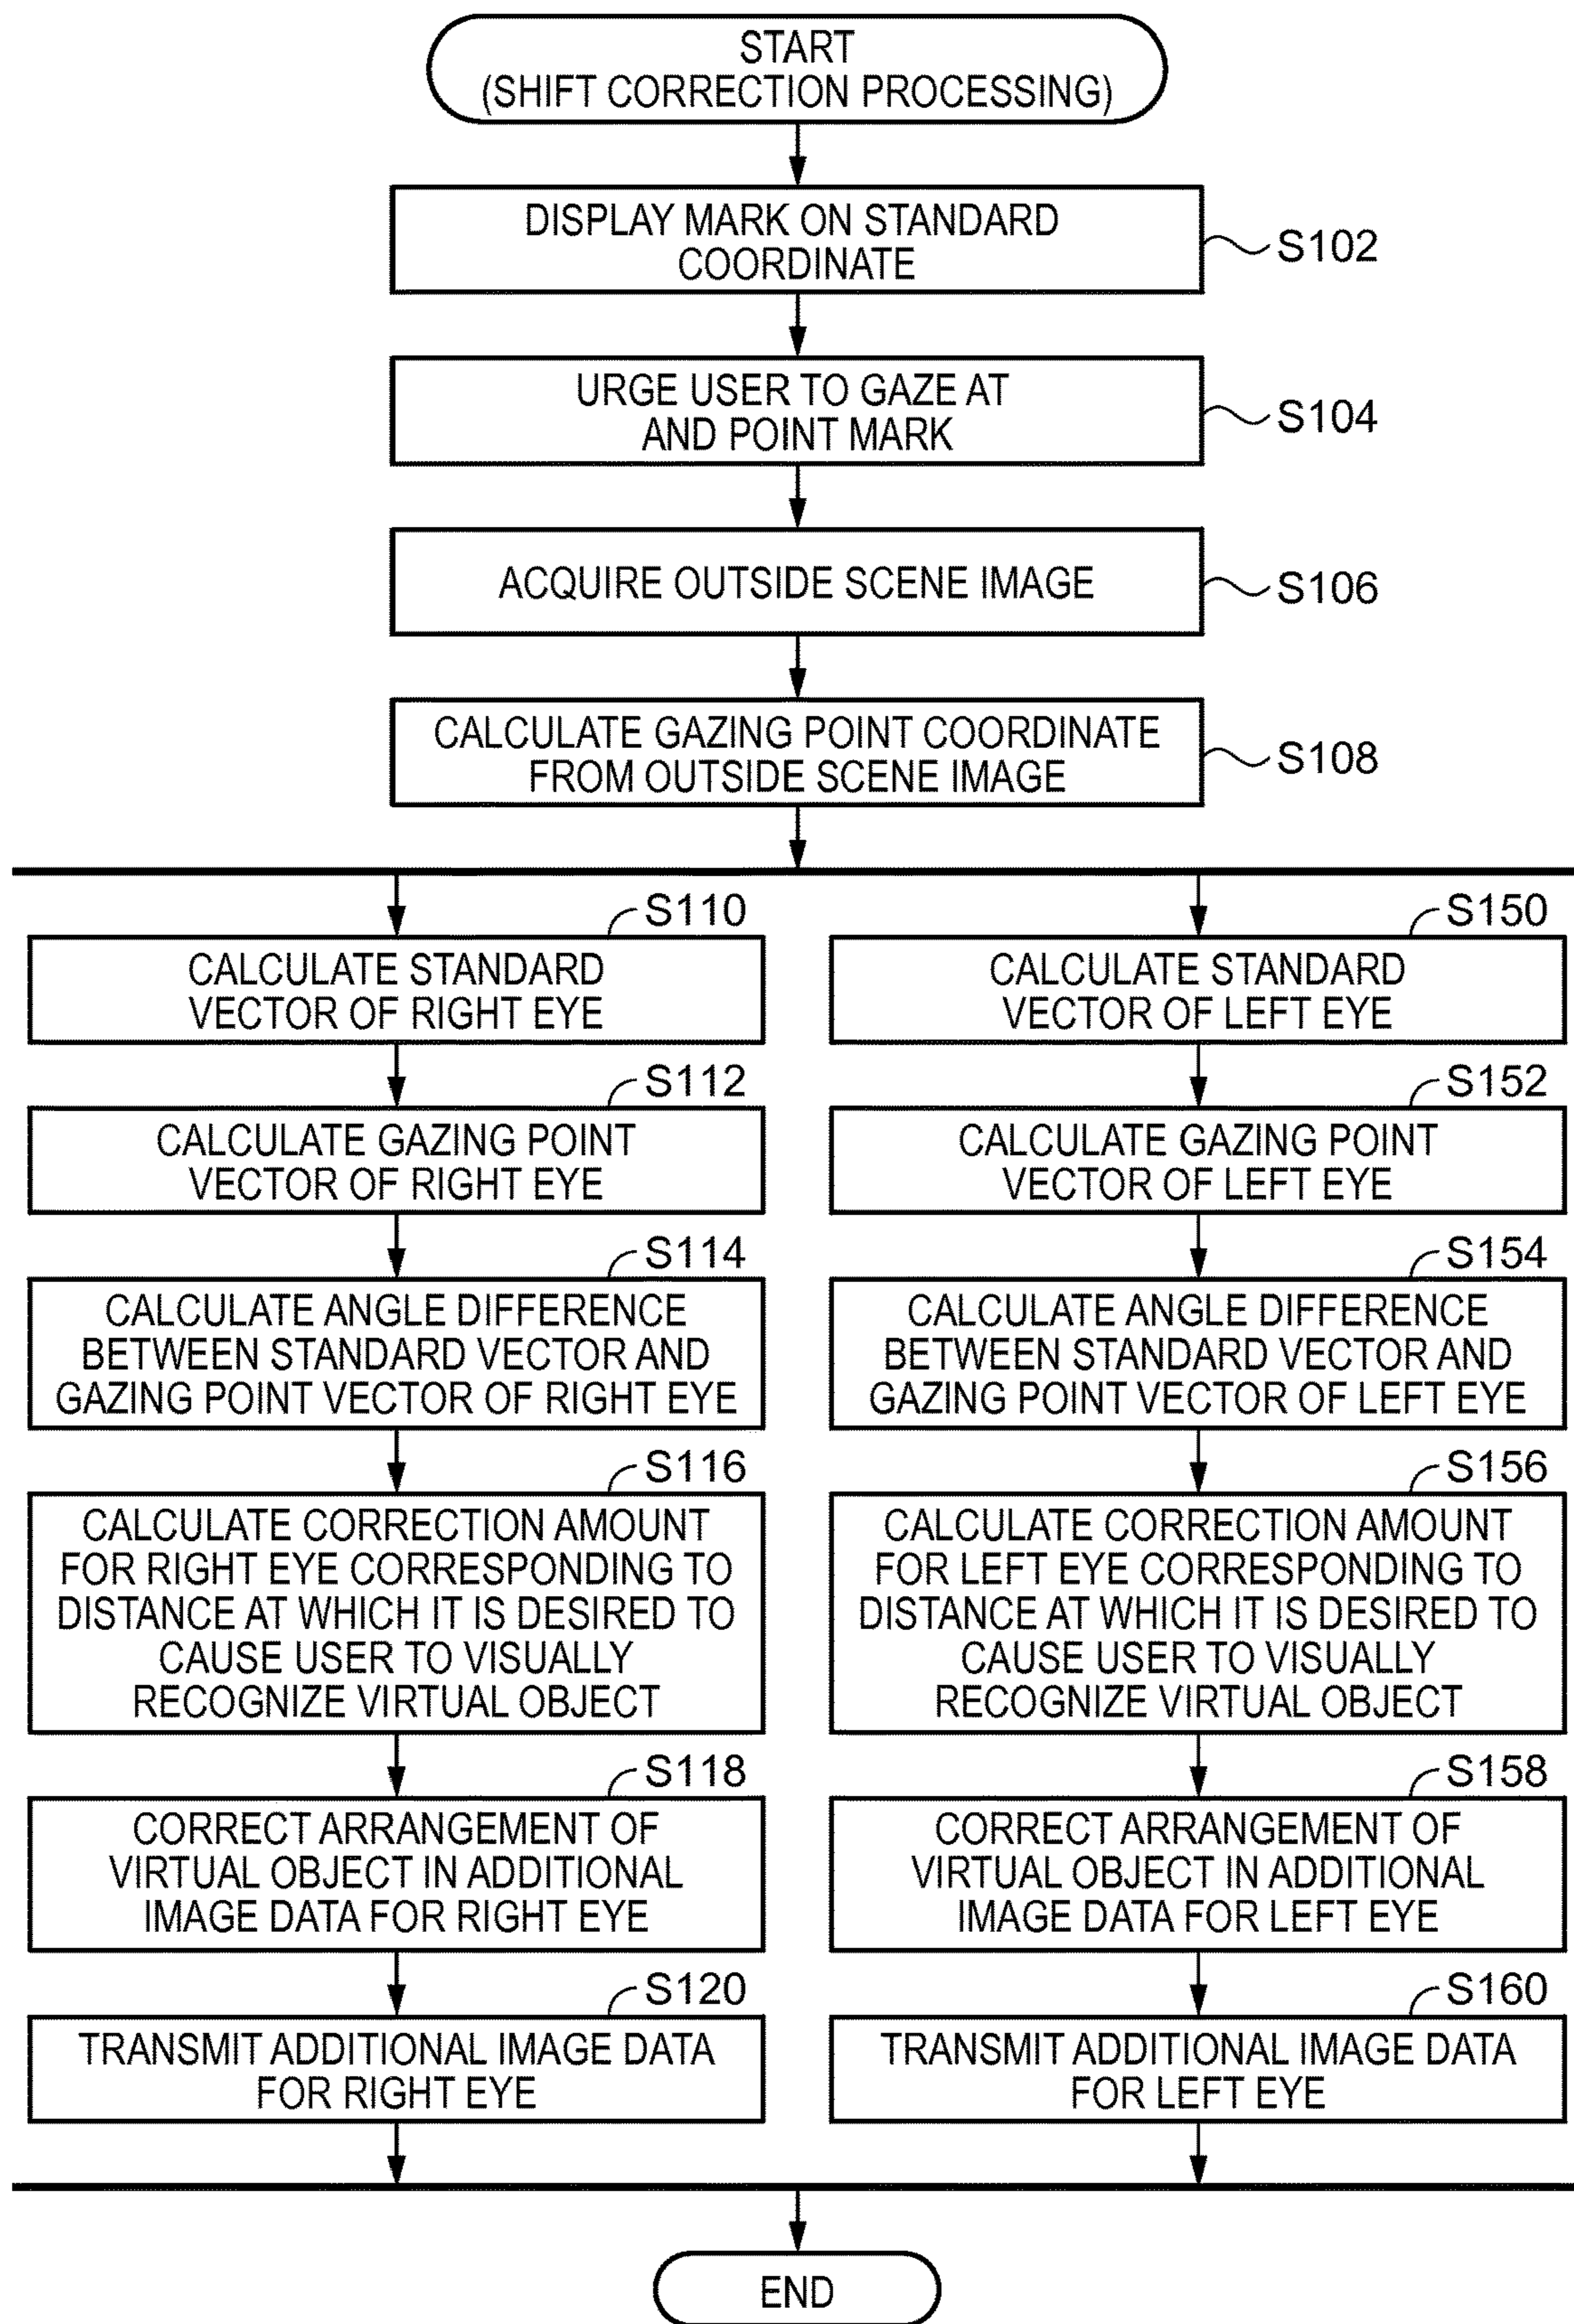 START
(SHIFT CORRECTION PROCESSING)
DISPLAY MARK ON STANDARD
COORDINATE
S102
URGE USER TO GAZE AT
AND POINT MARK
S104
ACQUIRE OUTSIDE SCENE IMAGE
S106
CALCULATE GAZING POINT COORDINATE
FROM OUTSIDE SCENE IMAGE
S108
S110
CALCULATE STANDARD
VECTOR OF RIGHT EYE
S112
CALCULATE GAZING POINT
VECTOR OF RIGHT EYE
S114
CALCULATE ANGLE DIFFERENCE
BETWEEN STANDARD VECTOR AND
GAZING POINT VECTOR OF RIGHT EYE
S116
CALCULATE CORRECTION AMOUNT
FOR RIGHT EYE CORRESPONDING TO
DISTANCE AT WHICH IT IS DESIRED TO
CAUSE USER TO VISUALLY
RECOGNIZE VIRTUAL OBJECT
S118
CORRECT ARRANGEMENT OF
VIRTUAL OBJECT IN ADDITIONAL
IMAGE DATA FOR RIGHT EYE
S120
TRANSMIT ADDITIONAL IMAGE DATA
FOR RIGHT EYE
S150
CALCULATE STANDARD
VECTOR OF LEFT EYE
S152
CALCULATE GAZING POINT
VECTOR OF LEFT EYE
S154
CALCULATE ANGLE DIFFERENCE
BETWEEN STANDARD VECTOR AND
GAZING POINT VECTOR OF LEFT EYE
S156
CALCULATE CORRECTION AMOUNT
FOR LEFT EYE CORRESPONDING TO
DISTANCE AT WHICH IT IS DESIRED TO
CAUSE USER TO VISUALLY
RECOGNIZE VIRTUAL OBJECT
S158
CORRECT ARRANGEMENT OF
VIRTUAL OBJECT IN ADDITIONAL
IMAGE DATA FOR LEFT EYE
S160
TRANSMIT ADDITIONAL IMAGE DATA
FOR LEFT EYE
END